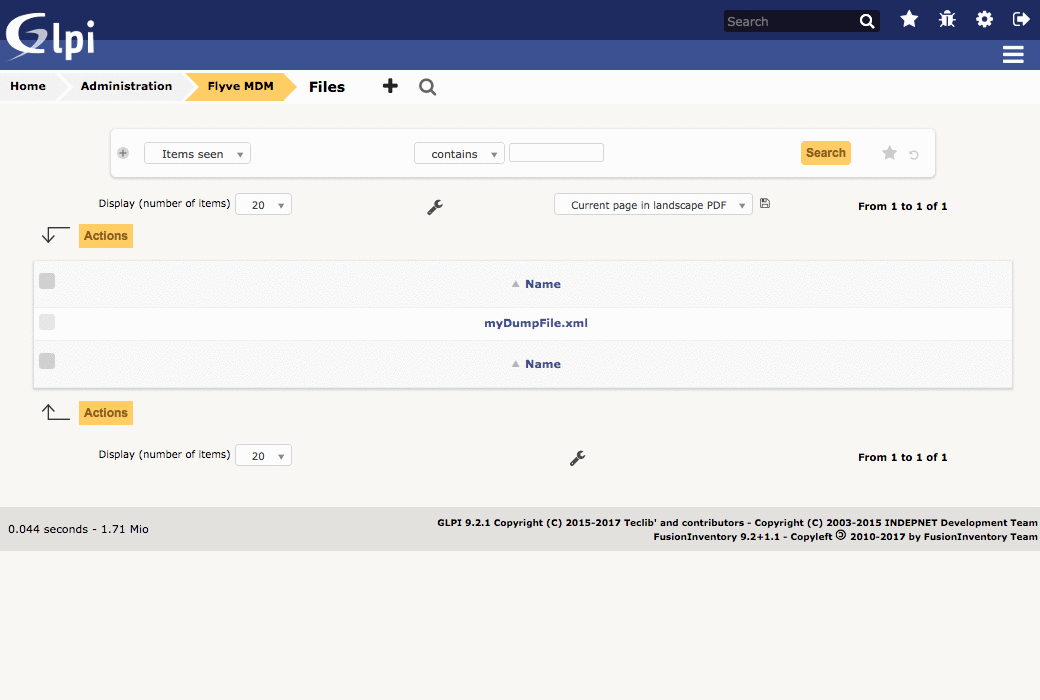 Glpi
Search
Home Administration Flyve MDM Files
Items seen contains Search
Display (number of items) 20 Current page in landscape PDF From 1 to 1 of 1
Actions
Name
myDumpFile.xml
Name
Actions
Display (number of items) 20 From 1 to 1 of 1
0.044 seconds - 1.71 Mio
GLPI 9.2.1 Copyright (C) 2015-2017 Teclib' and contributors - Copyright (C) 2003-2015 INDEPNET Development Team
FusionInventory 9.2+1.1 - Copyleft 🄯 2010-2017 by FusionInventory Team